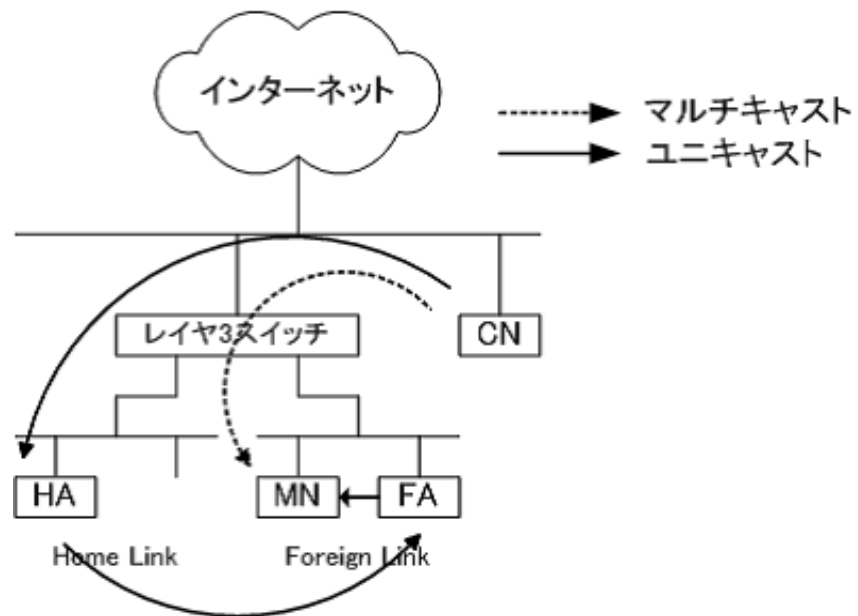 インターネット
マルチキャスト
ユニキャスト
レイヤ3スイッチ
CN
HA
MN
FA
Home Link
Foreign Link